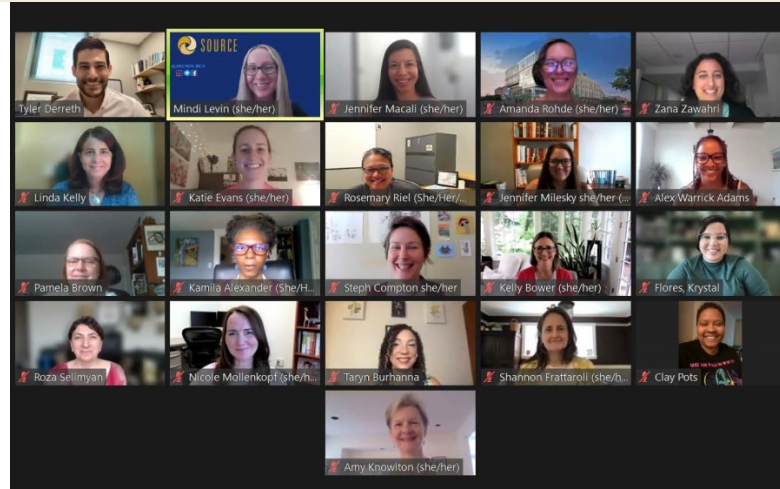 SOURCE
Tyler Derreth
Mindi Levin (she/her)
Jennifer Macali (she/her)
Amanda Rohde (she/her)
Zana Zawahri
Linda Kelly
Katie Evans (she/her)
Rosemary Riel (She/Her/...
Jennifer Milesky she/her (...
Alex Warrick Adams
Pamela Brown
Kamila Alexander (She/H...
Steph Compton she/her
Kelly Bower (she/her)
Flores, Krystal
Roza Selimyan
Nicole Mollenkopf (she/h...
Taryn Burhanna
Shannon Frattaroli (she/h...
Clay Pots
Amy Knowlton (she/her)